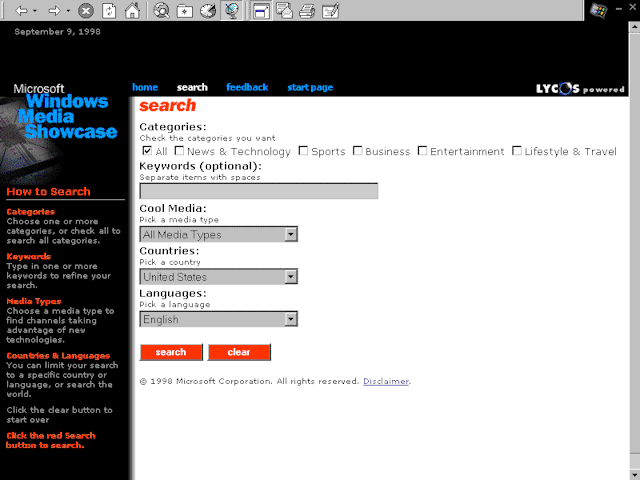 September 9, 1998
Microsoft
Windows
Media
Showcase
home search feedback start page
LYCOS powered
search
Categories:
Check the categories you want
All News & Technology Sports Business Entertainment Lifestyle & Travel
Keywords (optional):
Separate items with spaces
Cool Media:
Pick a media type
All Media Types
Countries:
Pick a country
United States
Languages:
Pick a language
English
search clear
© 1998 Microsoft Corporation. All rights reserved. Disclaimer.
How to Search
Categories
Choose one or more
categories, or check all to
search all categories.
Keywords
Type in one or more
keywords to refine your
search.
Media Types
Choose a media type to
find channels taking
advantage of new
technologies.
Countries & Languages
You can limit your search
to a specific country or
language, or search the
world.
Click the clear button to
start over
Click the red Search
button to search.